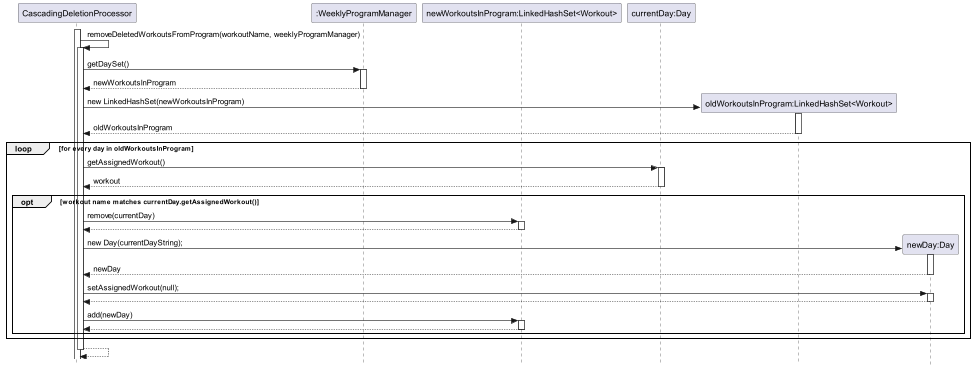 CascadingDeletionProcessor
:WeeklyProgramManager
newWorkoutsInProgram:LinkedHashSet<Workout>
currentDay:Day
removeDeletedWorkoutsFromProgram(workoutName, weeklyProgramManager)
getDaySet()
newWorkoutsInProgram
new LinkedHashSet(newWorkoutsInProgram)
oldWorkoutsInProgram:LinkedHashSet<Workout>
oldWorkoutsInProgram
loop
[for every day in oldWorkoutsInProgram]
getAssignedWorkout()
workout
opt
[workout name matches currentDay.getAssignedWorkout()]
remove(currentDay)
new Day(currentDayString);
newDay:Day
newDay
setAssignedWorkout(null);
add(newDay)